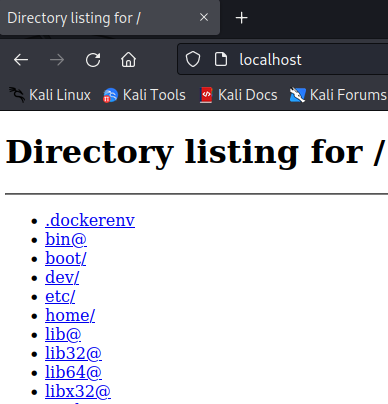 Directory listing for /
localhost
Kali Linux Kali Tools Kali Docs Kali Forums
Directory listing for /
.dockerenv
bin@
boot/
dev/
etc/
home/
lib@
lib32@
lib64@
libx32@